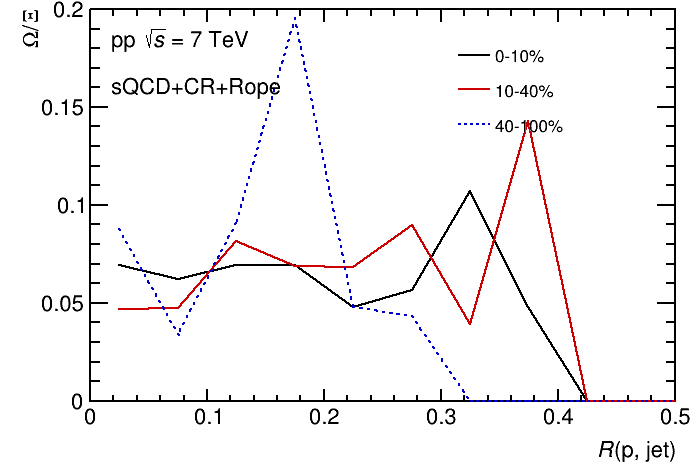 Ω/Ξ
0.2
0.15
0.1
0.05
0
pp √s = 7 TeV
sQCD+CR+Rope
0-10%
10-40%
40-100%
0 0.1 0.2 0.3 0.4 0.5
R(p, jet)